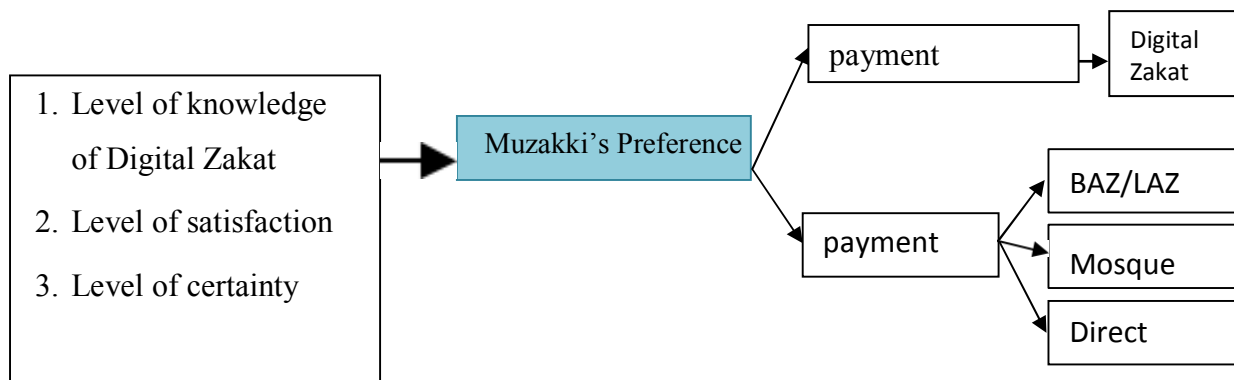 1. Level of knowledge
of Digital Zakat
2. Level of satisfaction
3. Level of certainty
Muzakki's Preference
payment
Digital
Zakat
payment
BAZ/LAZ
Mosque
Direct